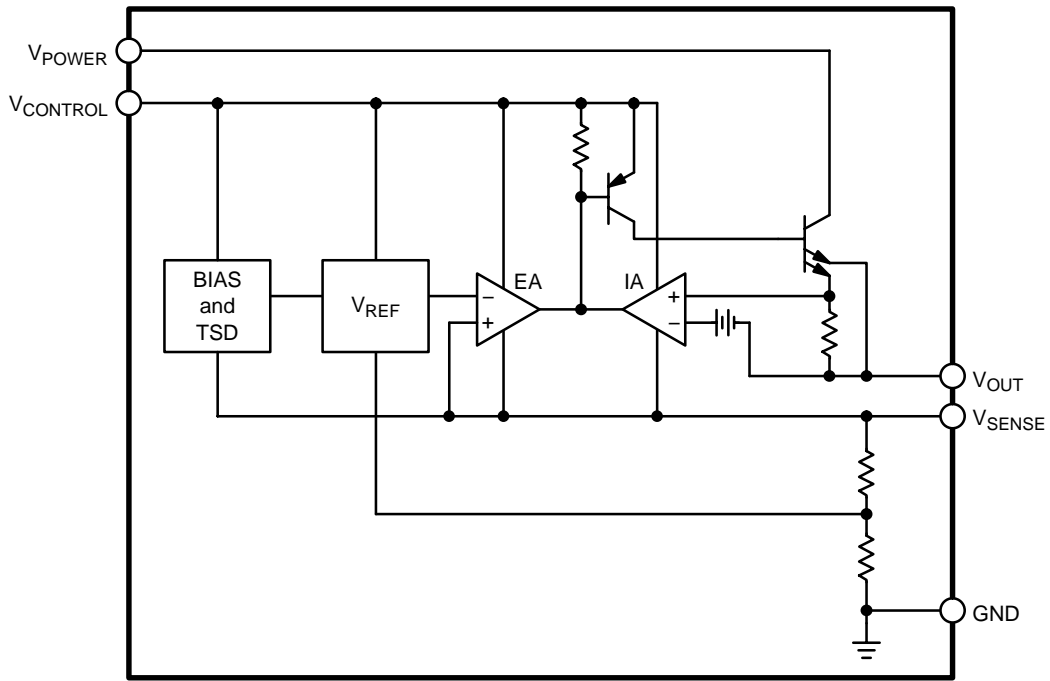 VPOWER
VCONTROL
BIAS
and
TSD
VREF
EA
IA
−
+
+
−
VOUT
VSENSE
GND